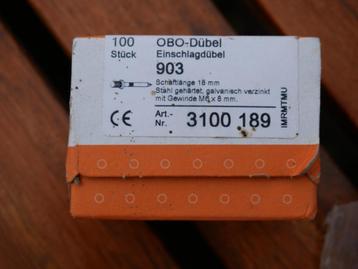 100 OBO-Dübel
Stück Einschlagdübel
903
Schaftlänge 18 mm
Stahl gehärtet, galvanisch verzinkt
mit Gewinde M6 x 8 mm.
CE Art.-Nr. 3100 189
IMRMTMU